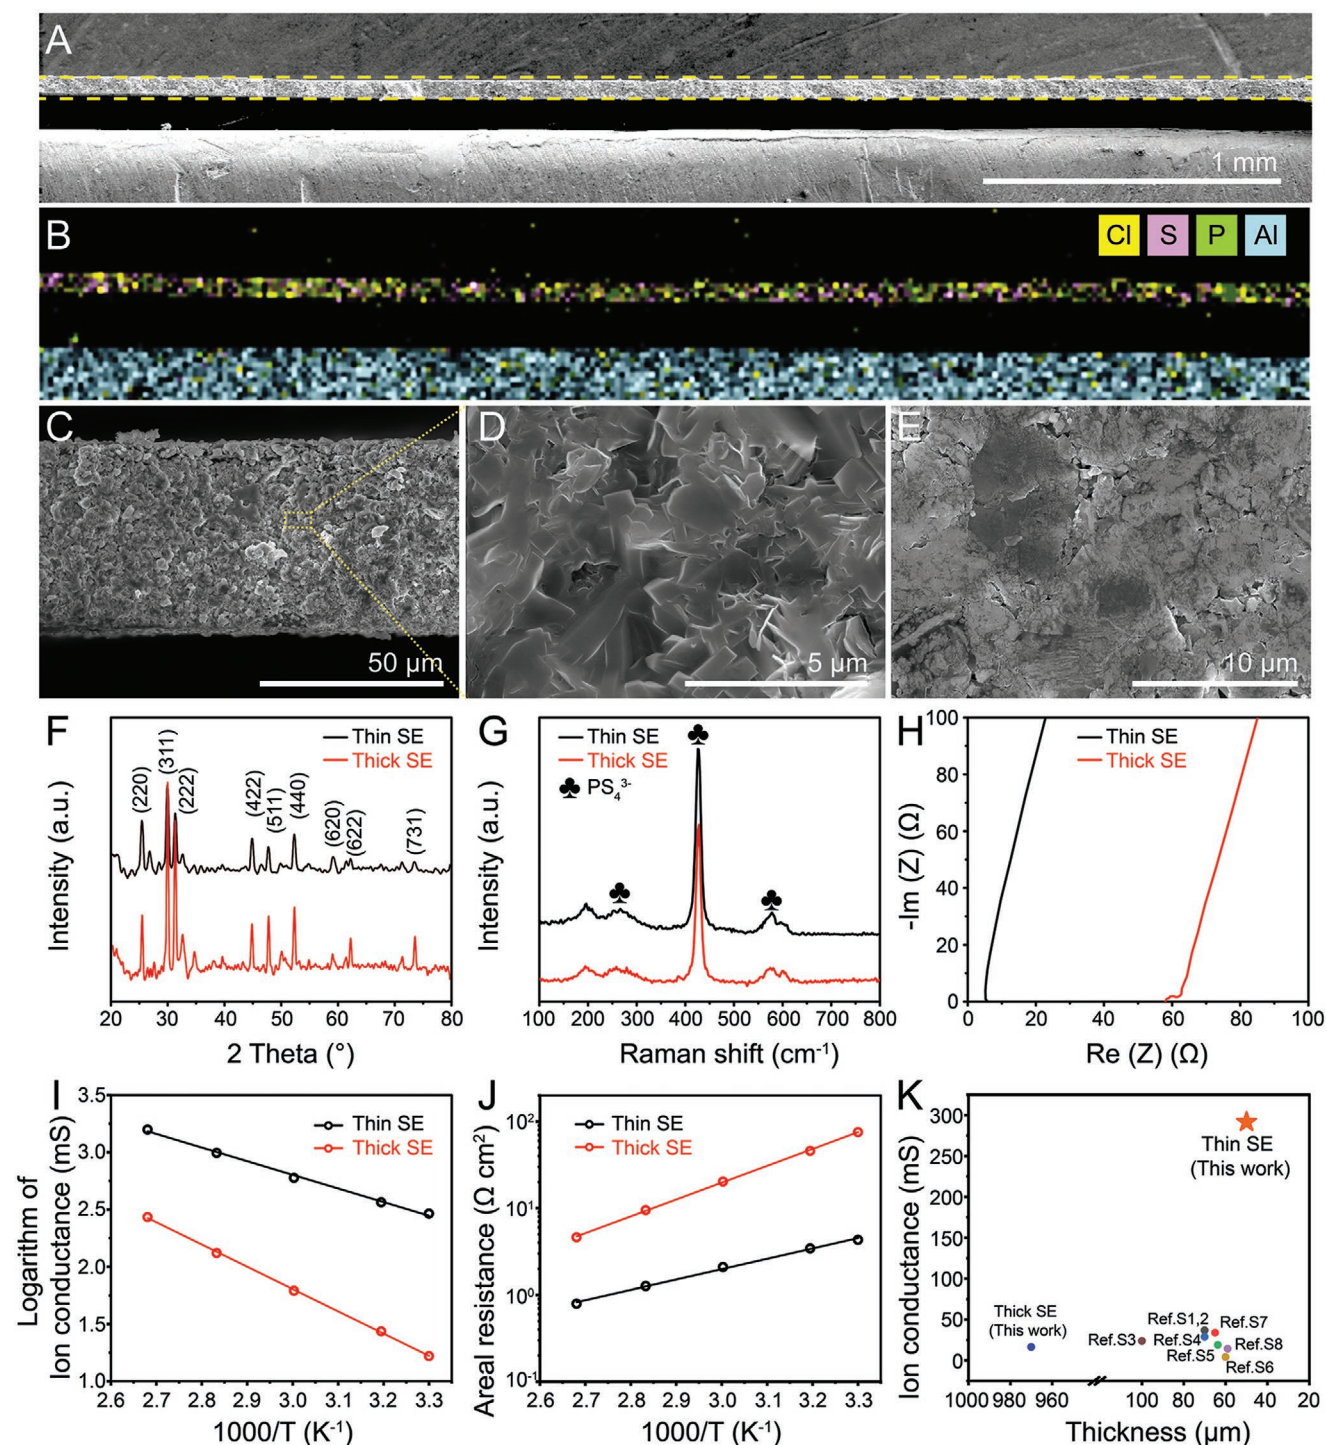 A
1 mm
B
Cl S P Al
C
50 µm
D
5 µm
E
10 µm
F
Thin SE
Thick SE
(220)
(311)
(222)
(422)
(511)
(440)
(620)
(622)
(731)
Intensity (a.u.)
20 30 40 50 60 70 80
2 Theta (°)
G
Thin SE
Thick SE
♣ PS₄³⁻
Intensity (a.u.)
100 200 300 400 500 600 700 800
Raman shift (cm⁻¹)
H
Thin SE
Thick SE
-Im (Z) (Ω)
100
80
60
40
20
0
0 20 40 60 80 100
Re (Z) (Ω)
I
Thin SE
Thick SE
Logarithm of
Ion conductance (mS)
3.5
3.0
2.5
2.0
1.5
1.0
2.6 2.7 2.8 2.9 3.0 3.1 3.2 3.3
1000/T (K⁻¹)
J
Thin SE
Thick SE
Areal resistance (Ω cm²)
10²
10¹
10⁰
10⁻¹
2.6 2.7 2.8 2.9 3.0 3.1 3.2 3.3
1000/T (K⁻¹)
K
Ion conductance (mS)
300
250
200
150
100
50
0
Thin SE
(This work)
Thick SE
(This work)
Ref.S1,2
Ref.S7
Ref.S3
Ref.S4
Ref.S8
Ref.S5
Ref.S6
1000 970 960 100 80 60 40 20
Thickness (µm)